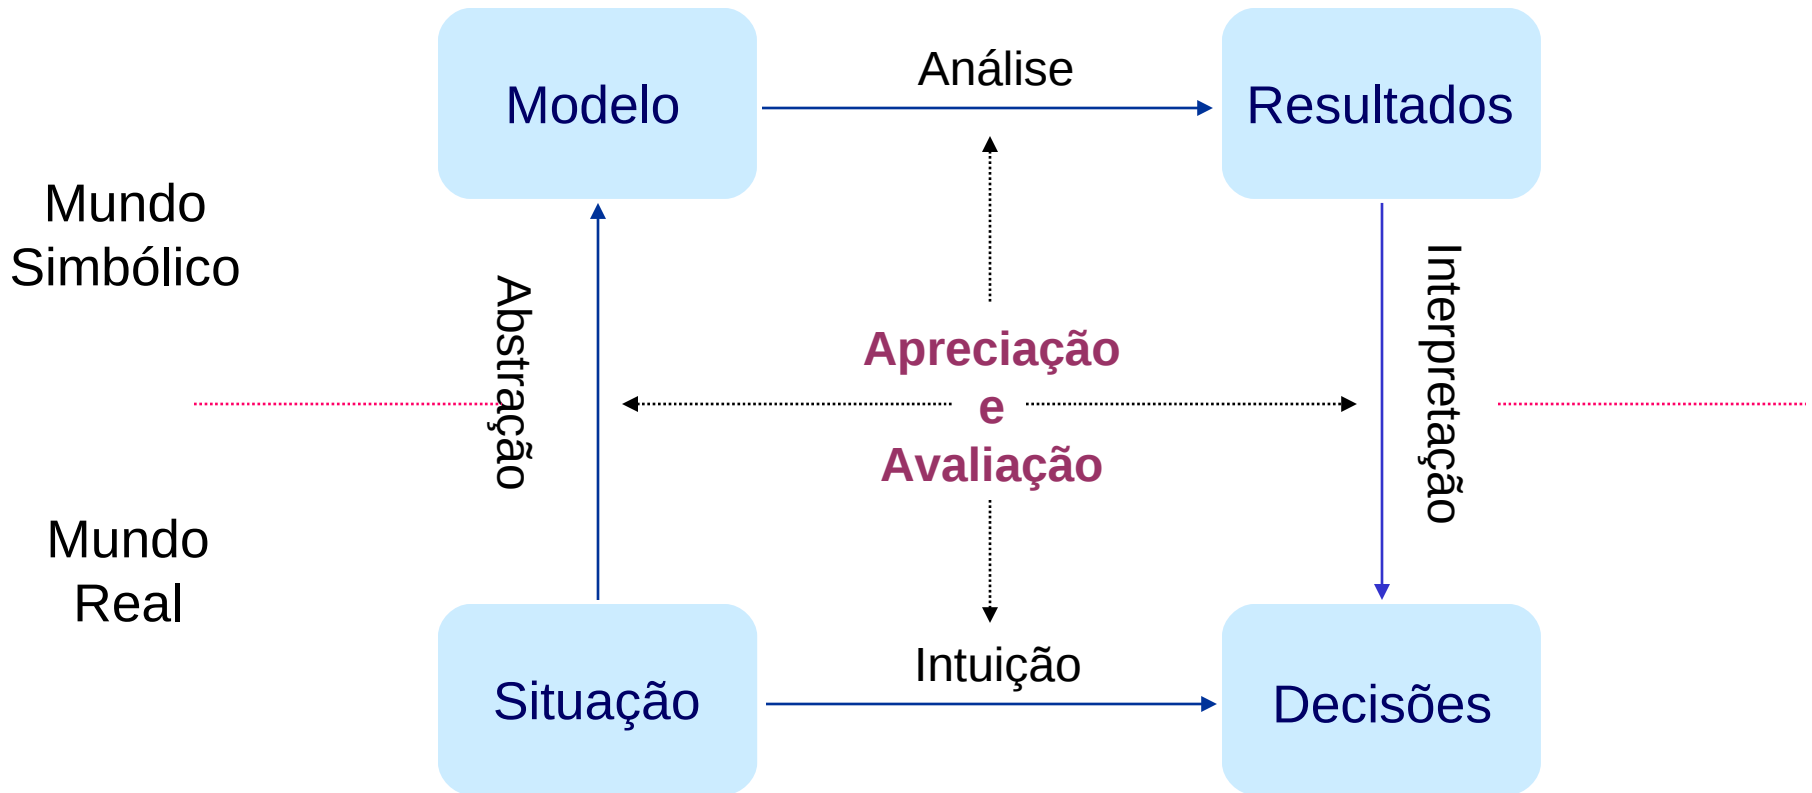 Modelo
Análise
Resultados
Mundo
Simbólico
Abstração
Interpretação
Apreciação
e
Avaliação
Mundo
Real
Situação
Intuição
Decisões